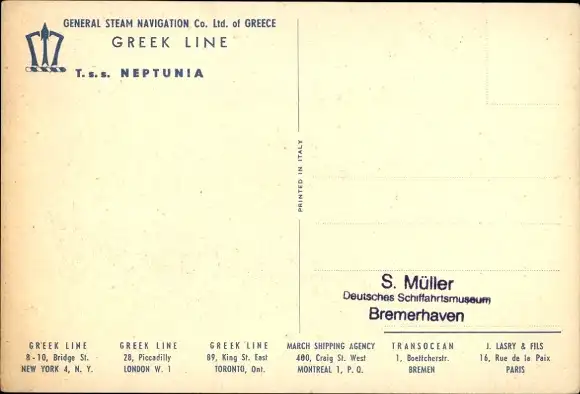 GENERAL STEAM NAVIGATION Co. Ltd. of GREECE
GREEK LINE
T.s.s. NEPTUNIA
PRINTED IN ITALY
S. Müller
Deutsches Schiffahrtsmuseum
Bremerhaven
GREEK LINE
8-10, Bridge St.
NEW YORK 4, N. Y.
GREEK LINE
28, Piccadilly
LONDON W. 1
GREEK LINE
89, King St. East
TORONTO, Ont.
MARCH SHIPPING AGENCY
400, Craig St. West
MONTREAL 1, P. Q.
TRANSOCEAN
1, Boettcherstr.
BREMEN
J. LASRY & FILS
16, Rue de la Paix
PARIS